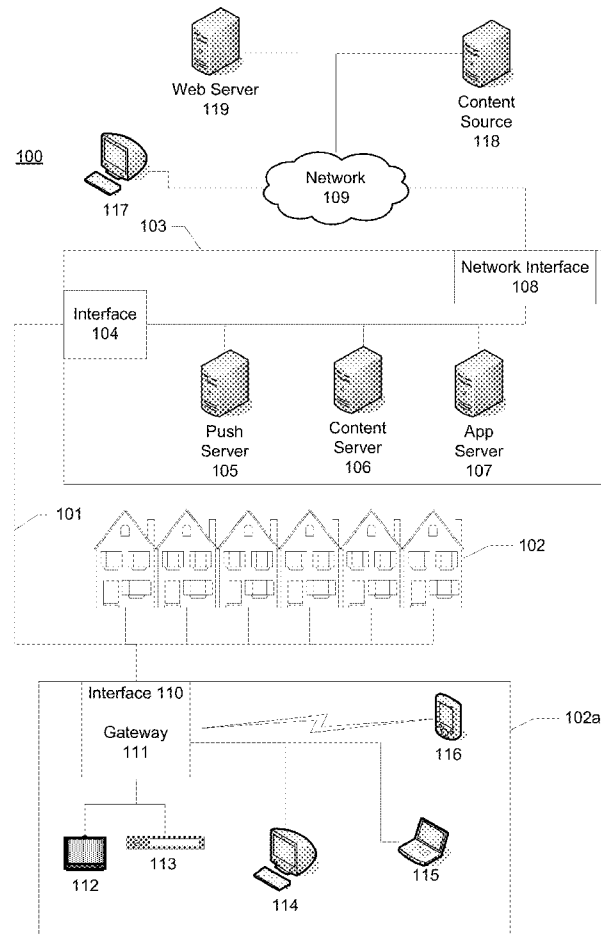 Web Server
119
Content
Source
118
100
117
Network
109
103
Network Interface
108
Interface
104
Push
Server
105
Content
Server
106
App
Server
107
101
102
Interface 110
Gateway
111
102a
116
112
113
114
115